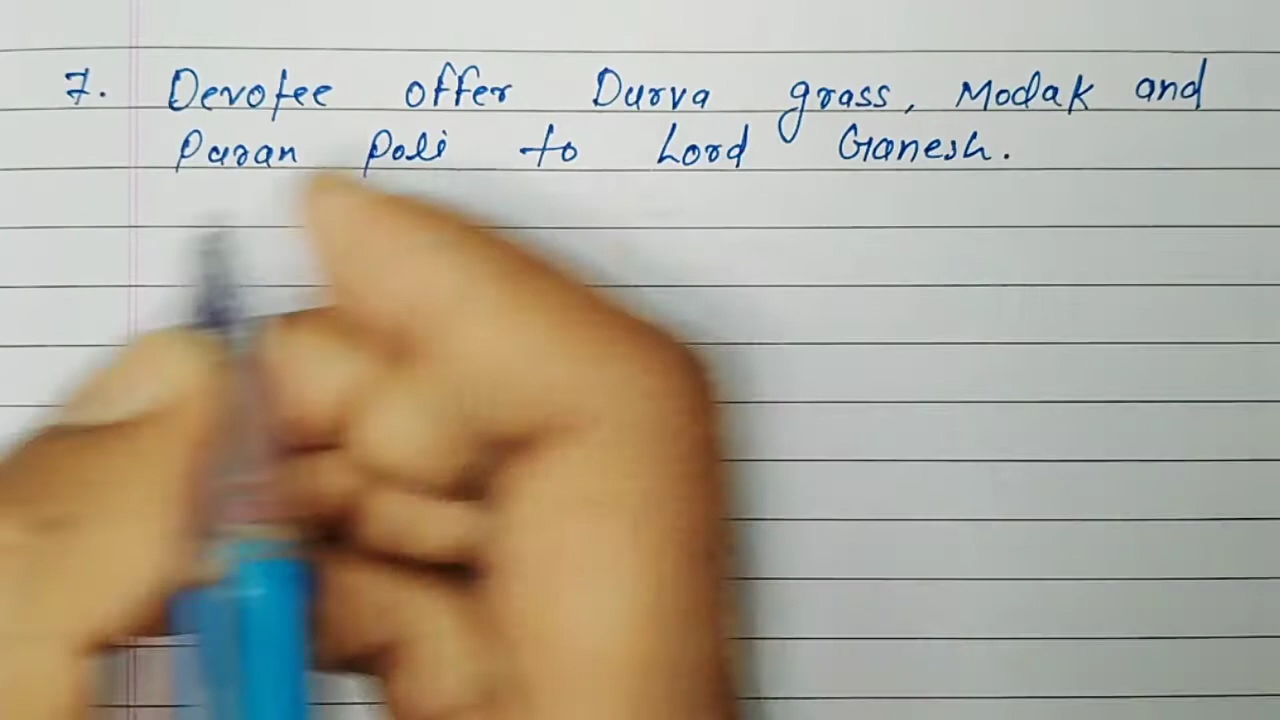 7. Devotee offer Durva grass, Modak and
Puran Poli to Lord Ganesh.